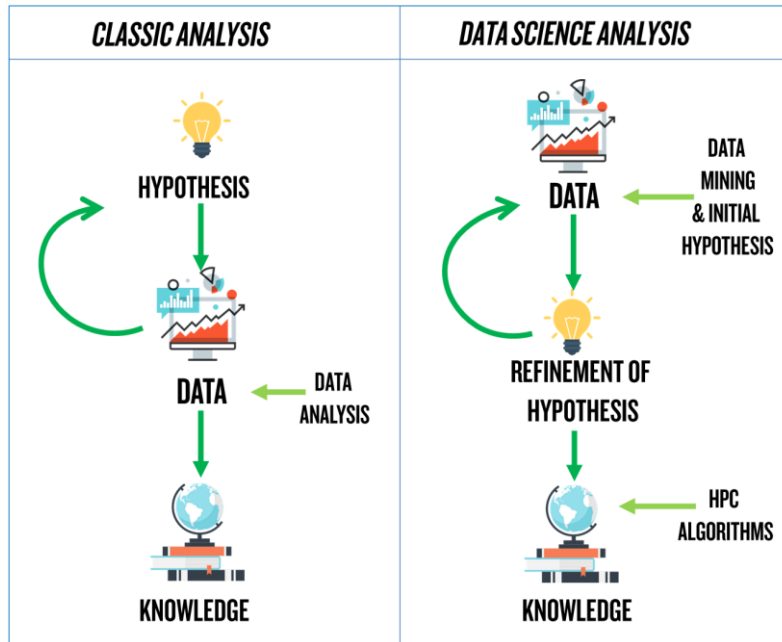 CLASSIC ANALYSIS
HYPOTHESIS
DATA
DATA
ANALYSIS
KNOWLEDGE
DATA SCIENCE ANALYSIS
DATA
DATA
MINING
& INITIAL
HYPOTHESIS
REFINEMENT OF
HYPOTHESIS
HPC
ALGORITHMS
KNOWLEDGE